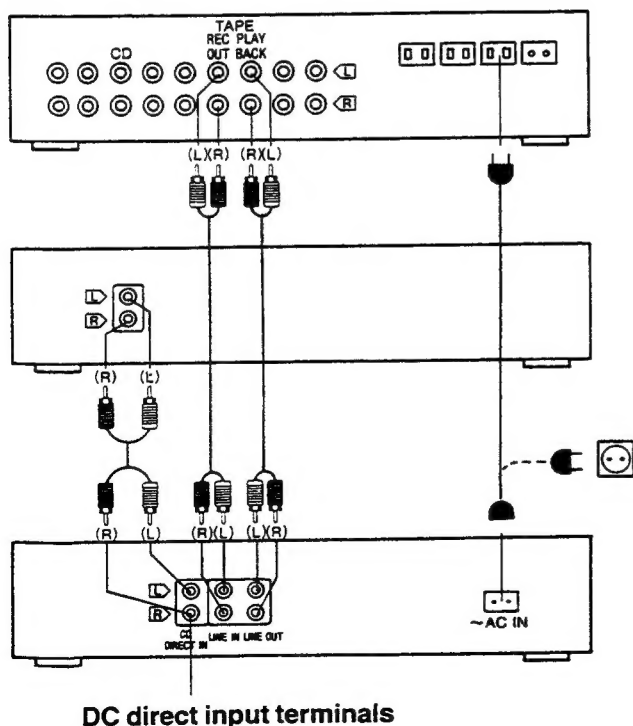 TAPE
REC PLAY
CD OUT BACK
L
R
(L)(R) (R)(L)
L
R
(R) (L)
(R) (L) (R)(L) (L)(R)
L
R
CD
DIRECT IN LINE IN LINE OUT
~AC IN
DC direct input terminals